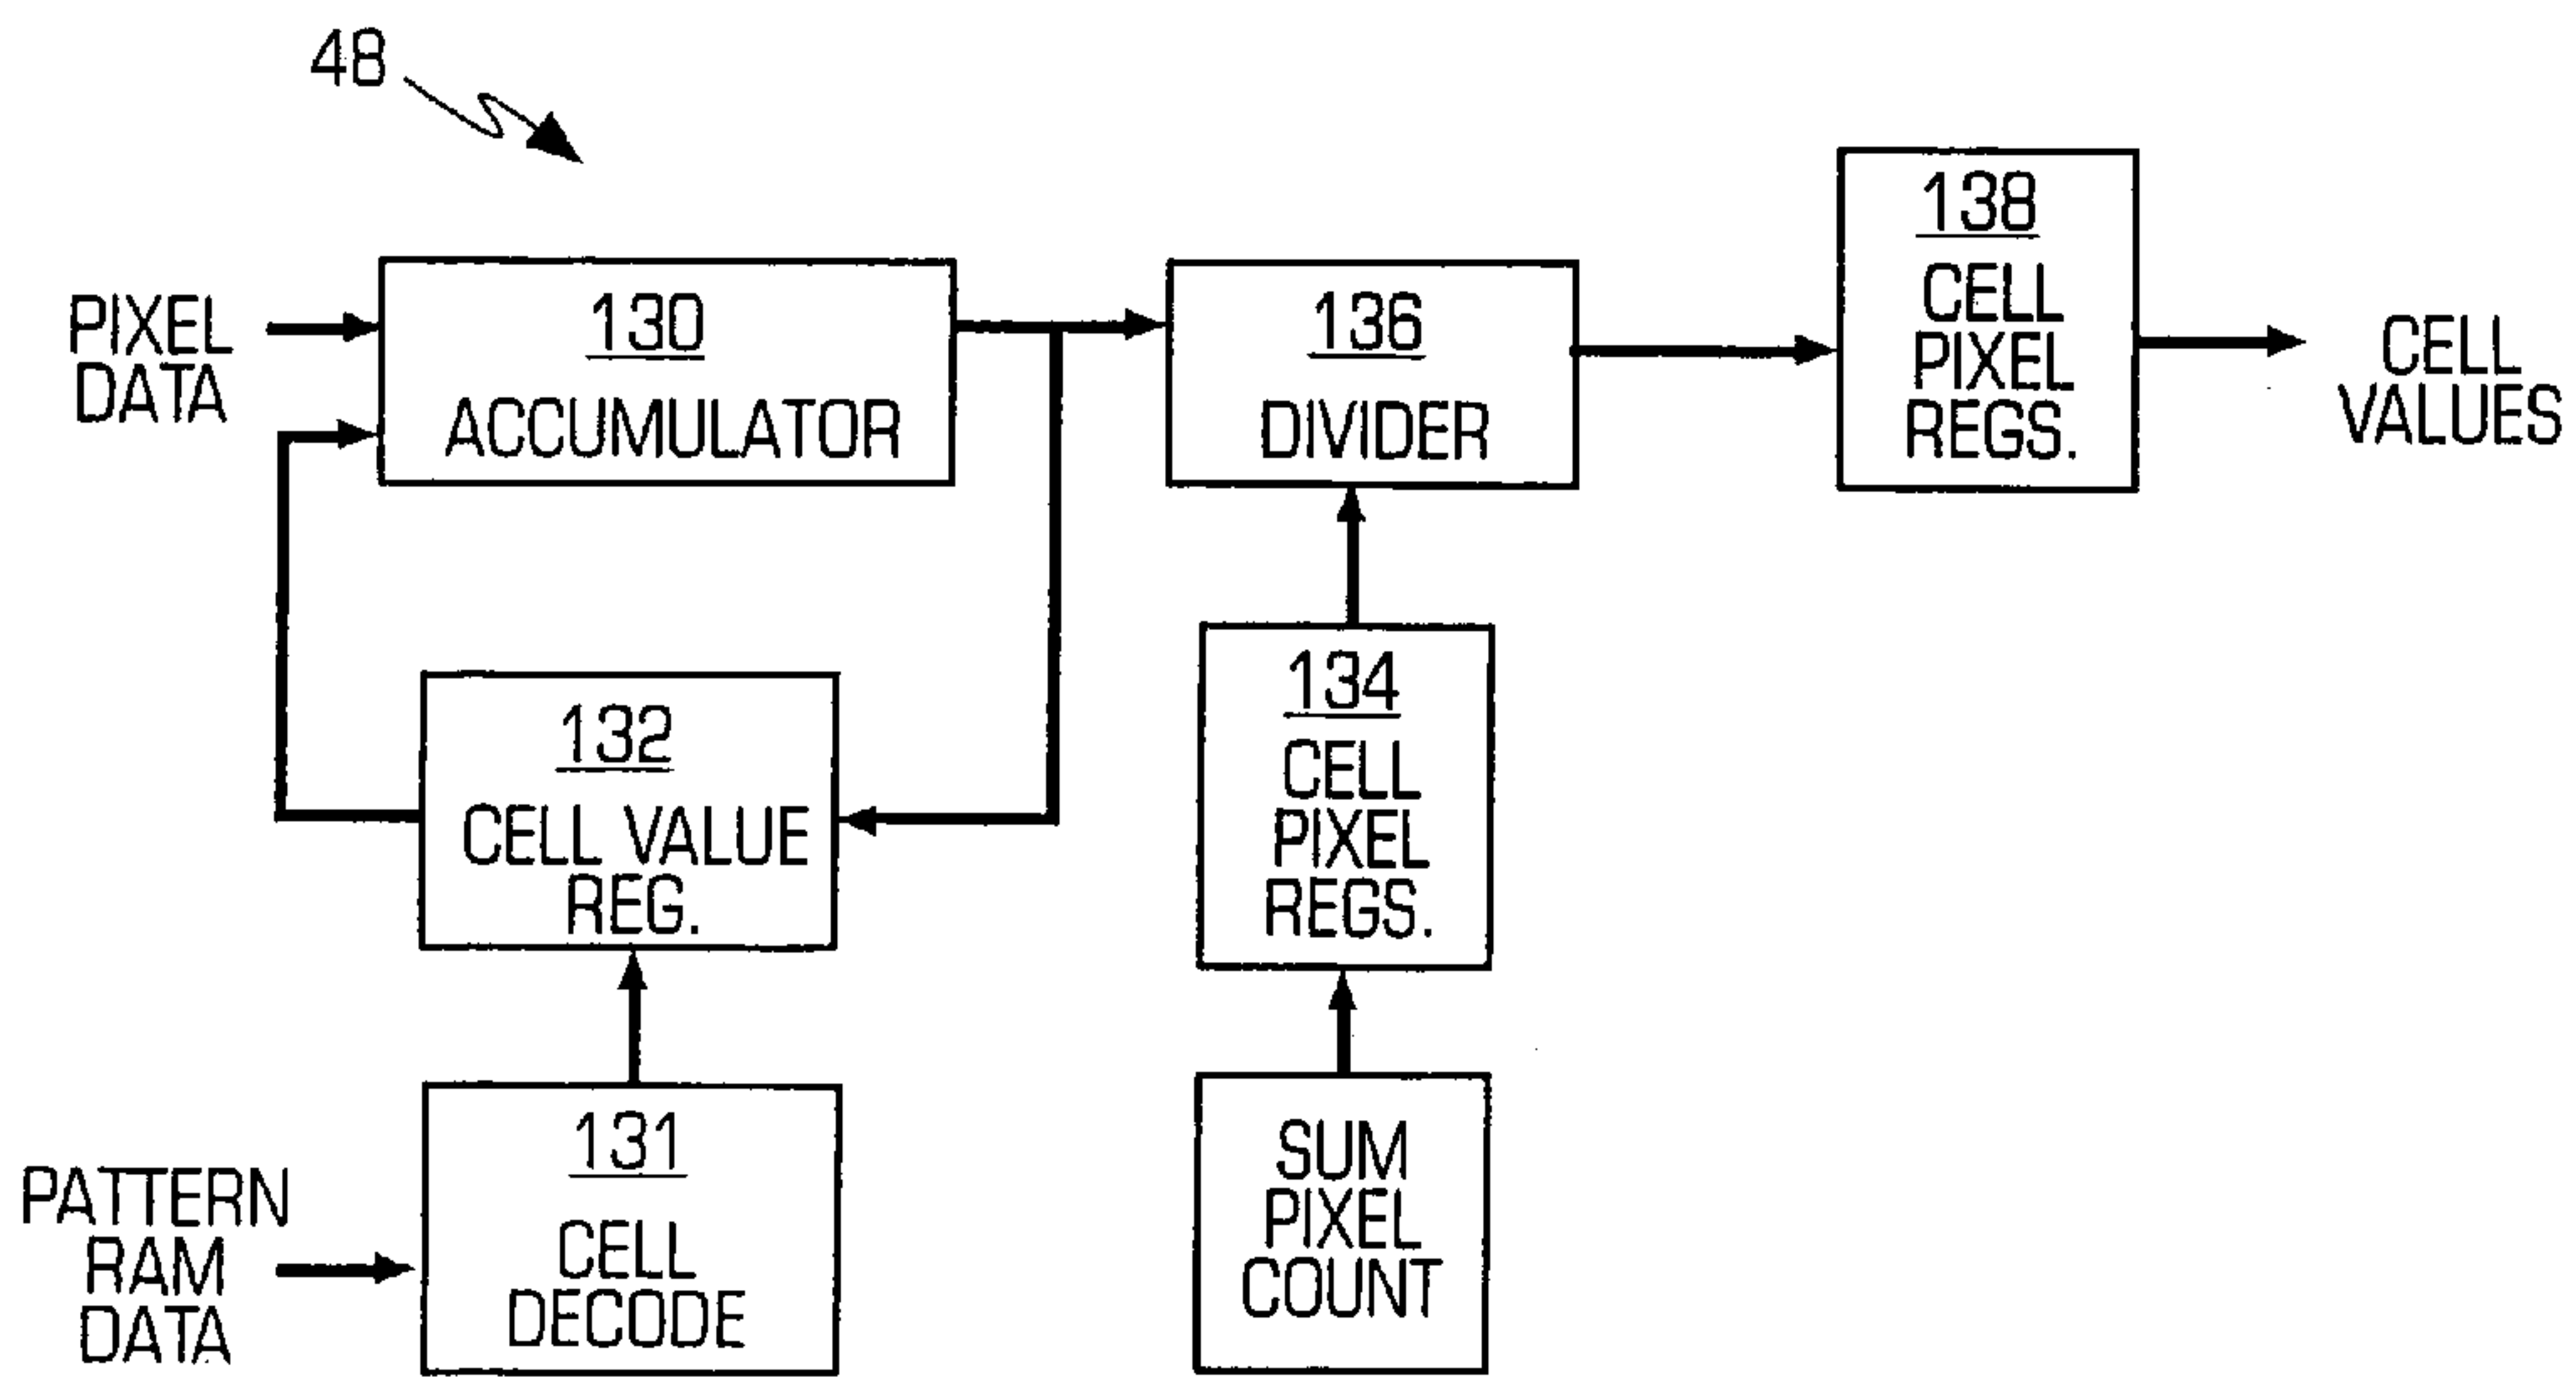 48
PIXEL
DATA
130
ACCUMULATOR
136
DIVIDER
138
CELL
PIXEL
REGS.
CELL
VALUES
132
CELL VALUE
REG.
134
CELL
PIXEL
REGS.
PATTERN
RAM
DATA
131
CELL
DECODE
SUM
PIXEL
COUNT